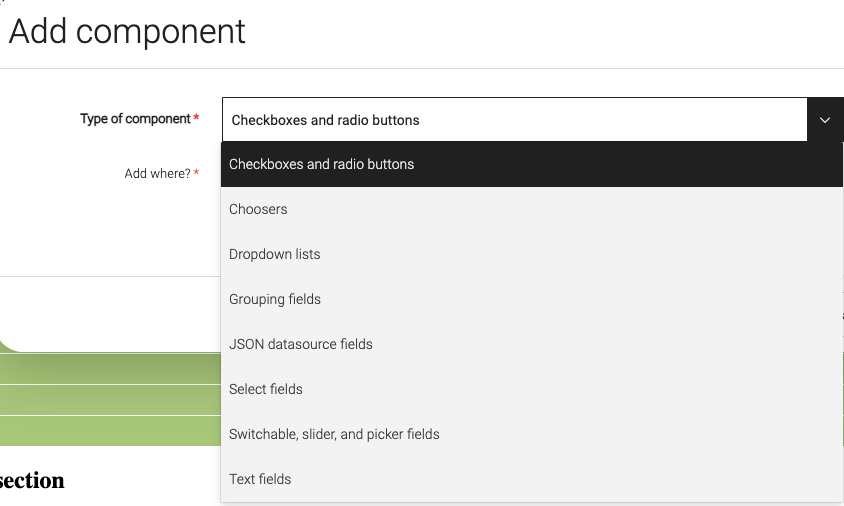 Add component
Type of component *
Checkboxes and radio buttons
Checkboxes and radio buttons
Add where? *
Choosers
Dropdown lists
Grouping fields
JSON datasource fields
Select fields
Switchable, slider, and picker fields
section
Text fields